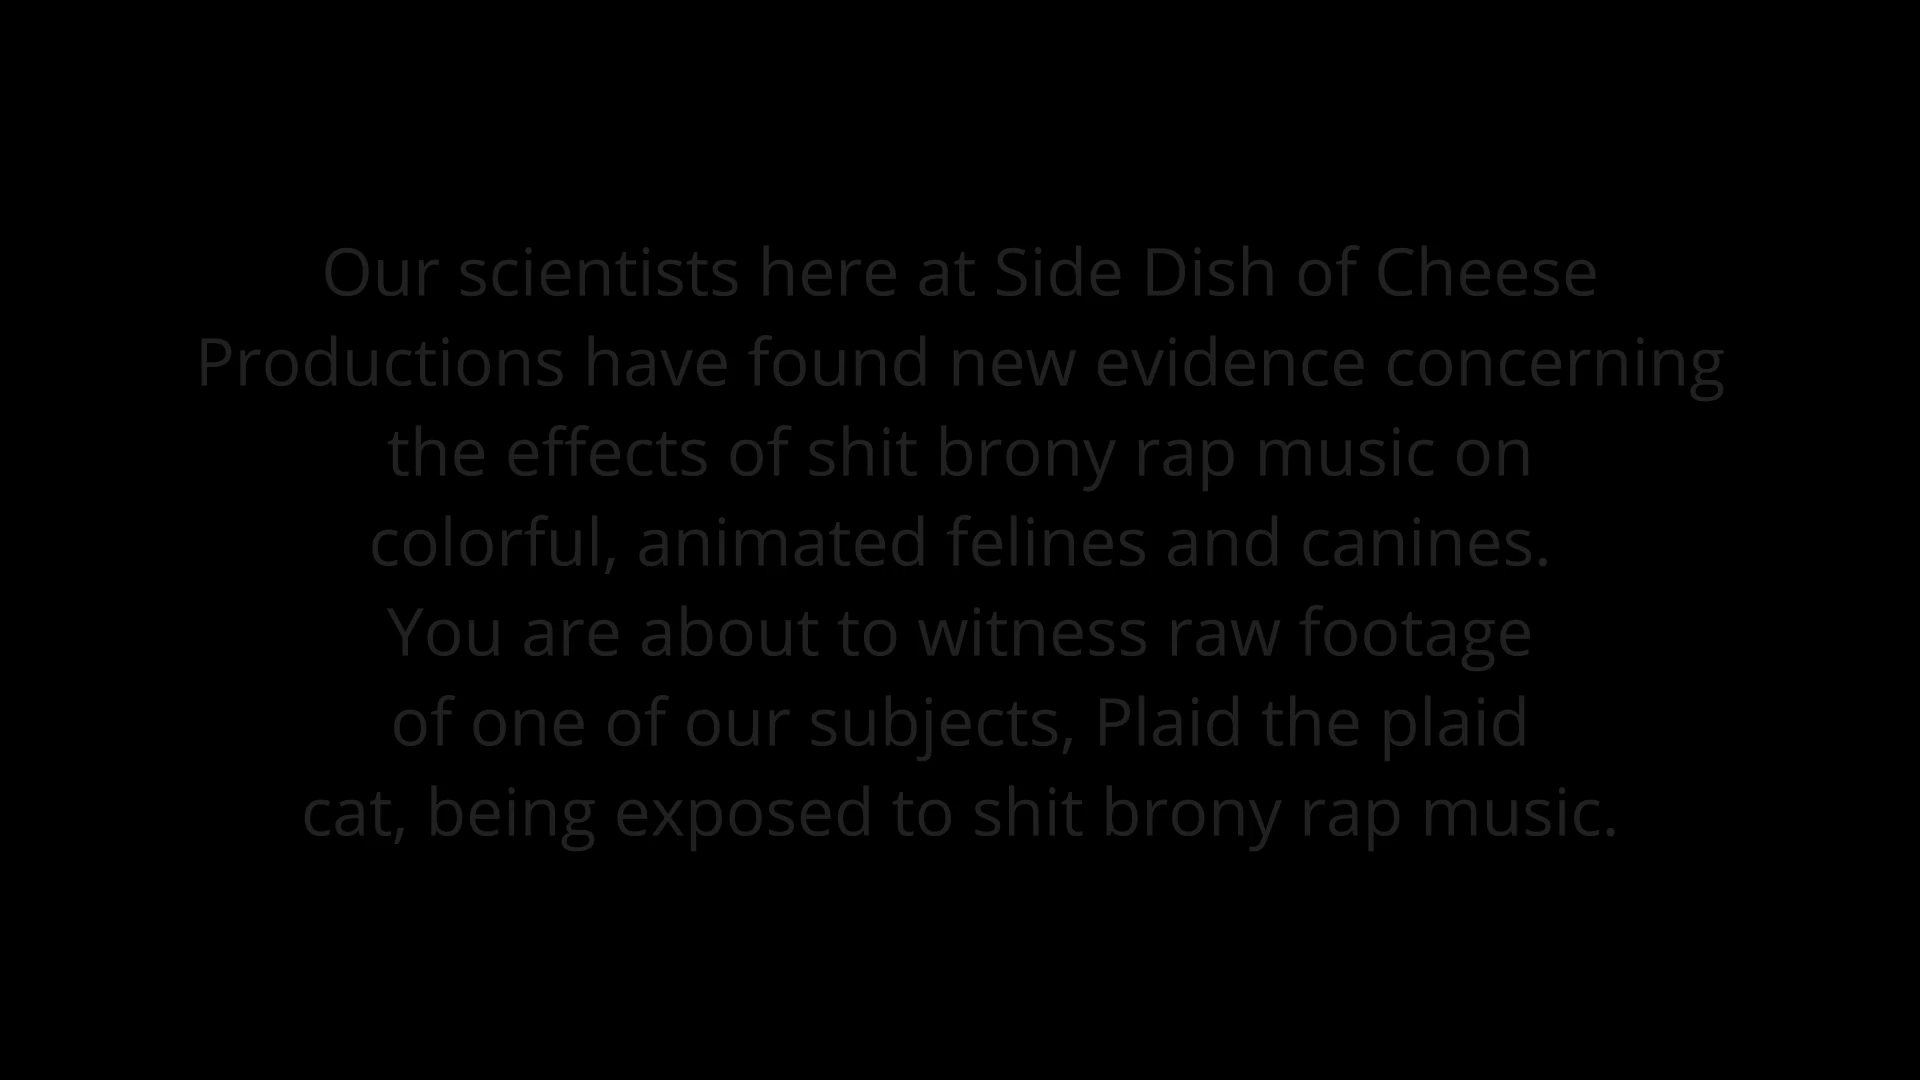 Our scientists here at Side Dish of Cheese
Productions have found new evidence concerning
the effects of shit brony rap music on
colorful, animated felines and canines.
You are about to witness raw footage
of one of our subjects, Plaid the plaid
cat, being exposed to shit brony rap music.